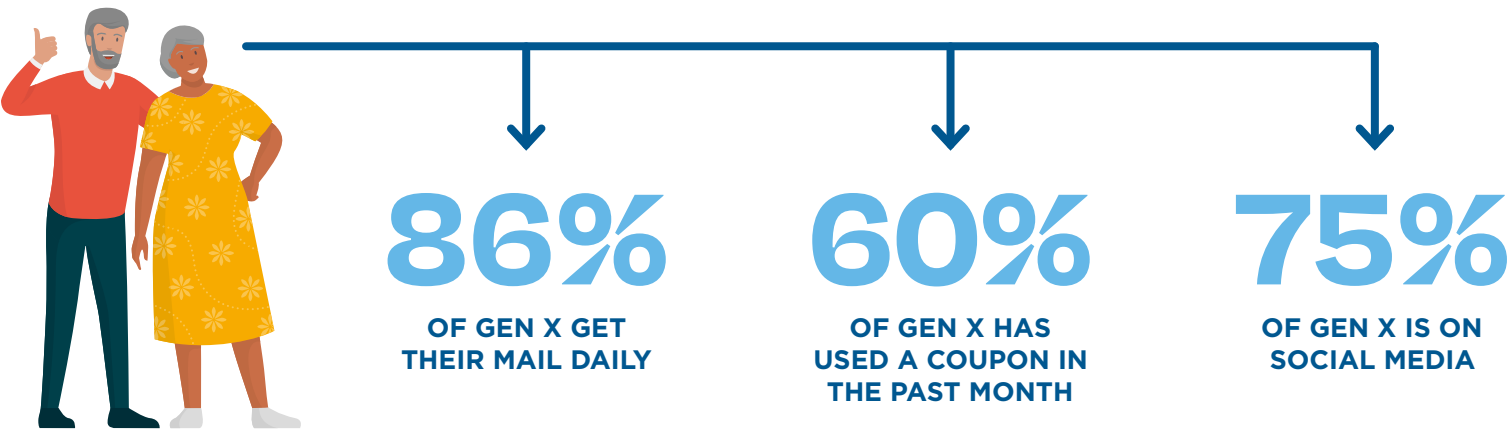 86%
OF GEN X GET
THEIR MAIL DAILY
60%
OF GEN X HAS
USED A COUPON IN
THE PAST MONTH
75%
OF GEN X IS ON
SOCIAL MEDIA